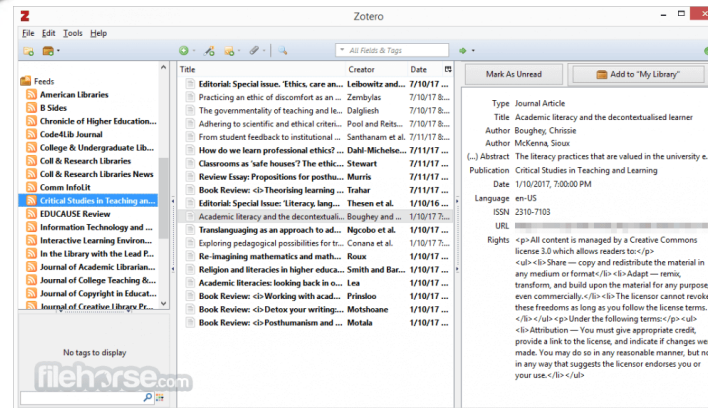 Zotero
File Edit Tools Help
All Fields & Tags
Feeds
American Libraries
B Sides
Chronicle of Higher Education...
Code4Lib Journal
College & Undergraduate Lib...
Coll & Research Libraries
Coll & Research Libraries News
Comm InfoLit
Critical Studies in Teaching an...
EDUCAUSE Review
Information Technology and ...
Interactive Learning Environ...
In the Library with the Lead P...
Journal of Academic Librarian...
Journal of College Teaching &...
Journal of Copyright in Educat...
Journal of Creative Library Pr...
No tags to display
filehorse.com
Title Creator Date
Editorial: Special issue. 'Ethics, care an... Leibowitz and... 7/10/17 ...
Practicing an ethic of discomfort as an ... Zembylas 7/10/17 8:...
The governmentality of teaching and le... Dalgliesh 7/10/17 8:...
Adhering to scientific and ethical criteri... Pool and Reits... 7/10/17 8:...
From student feedback to institutional ... Santhanam et al. 7/11/17 8:...
How do we learn professional ethics? ... Dahl-Michelse... 7/11/17 ...
Classrooms as 'safe houses'? The ethic... Stewart 7/11/17 ...
Review Essay: Propositions for posthu... Murris 7/11/17 ...
Book Review: <i>Theorising learning ... Trahar 7/11/17 ...
Editorial: Special Issue: 'Literacy, lang... Thesen et al. 1/10/16 ...
Academic literacy and the decontextuali... Boughey and ... 1/10/17 7:...
Translanguaging as an approach to ad... Ngcobo et al. 1/10/17 ...
Exploring pedagogical possibilities for tr... Conana et al. 1/10/17 7:...
Re-imagining mathematics and math... Roux 1/10/17 ...
Religion and literacies in higher educa... Smith and Bar... 1/10/17 ...
Academic literacies: looking back in o... Lea 1/10/17 ...
Book Review: <i>Working with acad... Prinsloo 1/10/17 ...
Book Review: <i>Detox your writing:... Motshoane 1/10/17 ...
Book Review: <i>Posthumanism and ... Motala 1/10/17 ...
Mark As Unread Add to "My Library"
Type Journal Article
Title Academic literacy and the decontextualised learner
Author Boughey, Chrissie
Author McKenna, Sioux
(...) Abstract The literacy practices that are valued in the university e...
Publication Critical Studies in Teaching and Learning
Date 1/10/2017, 7:00:00 PM
Language en-US
ISSN 2310-7103
URL
Rights <p>All content is managed by a Creative Commons
license 3.0 which allows readers to:</p>
<ul><li>Share — copy and redistribute the material in
any medium or format</li><li>Adapt — remix,
transform, and build upon the material for any purpose,
even commercially.</li><li>The licensor cannot revoke
these freedoms as long as you follow the license terms.
</li></ul><p>Under the following terms:</p><ul>
<li>Attribution — You must give appropriate credit,
provide a link to the license, and indicate if changes we
made. You may do so in any reasonable manner, but no
in any way that suggests the licensor endorses you or
your use.</li></ul>